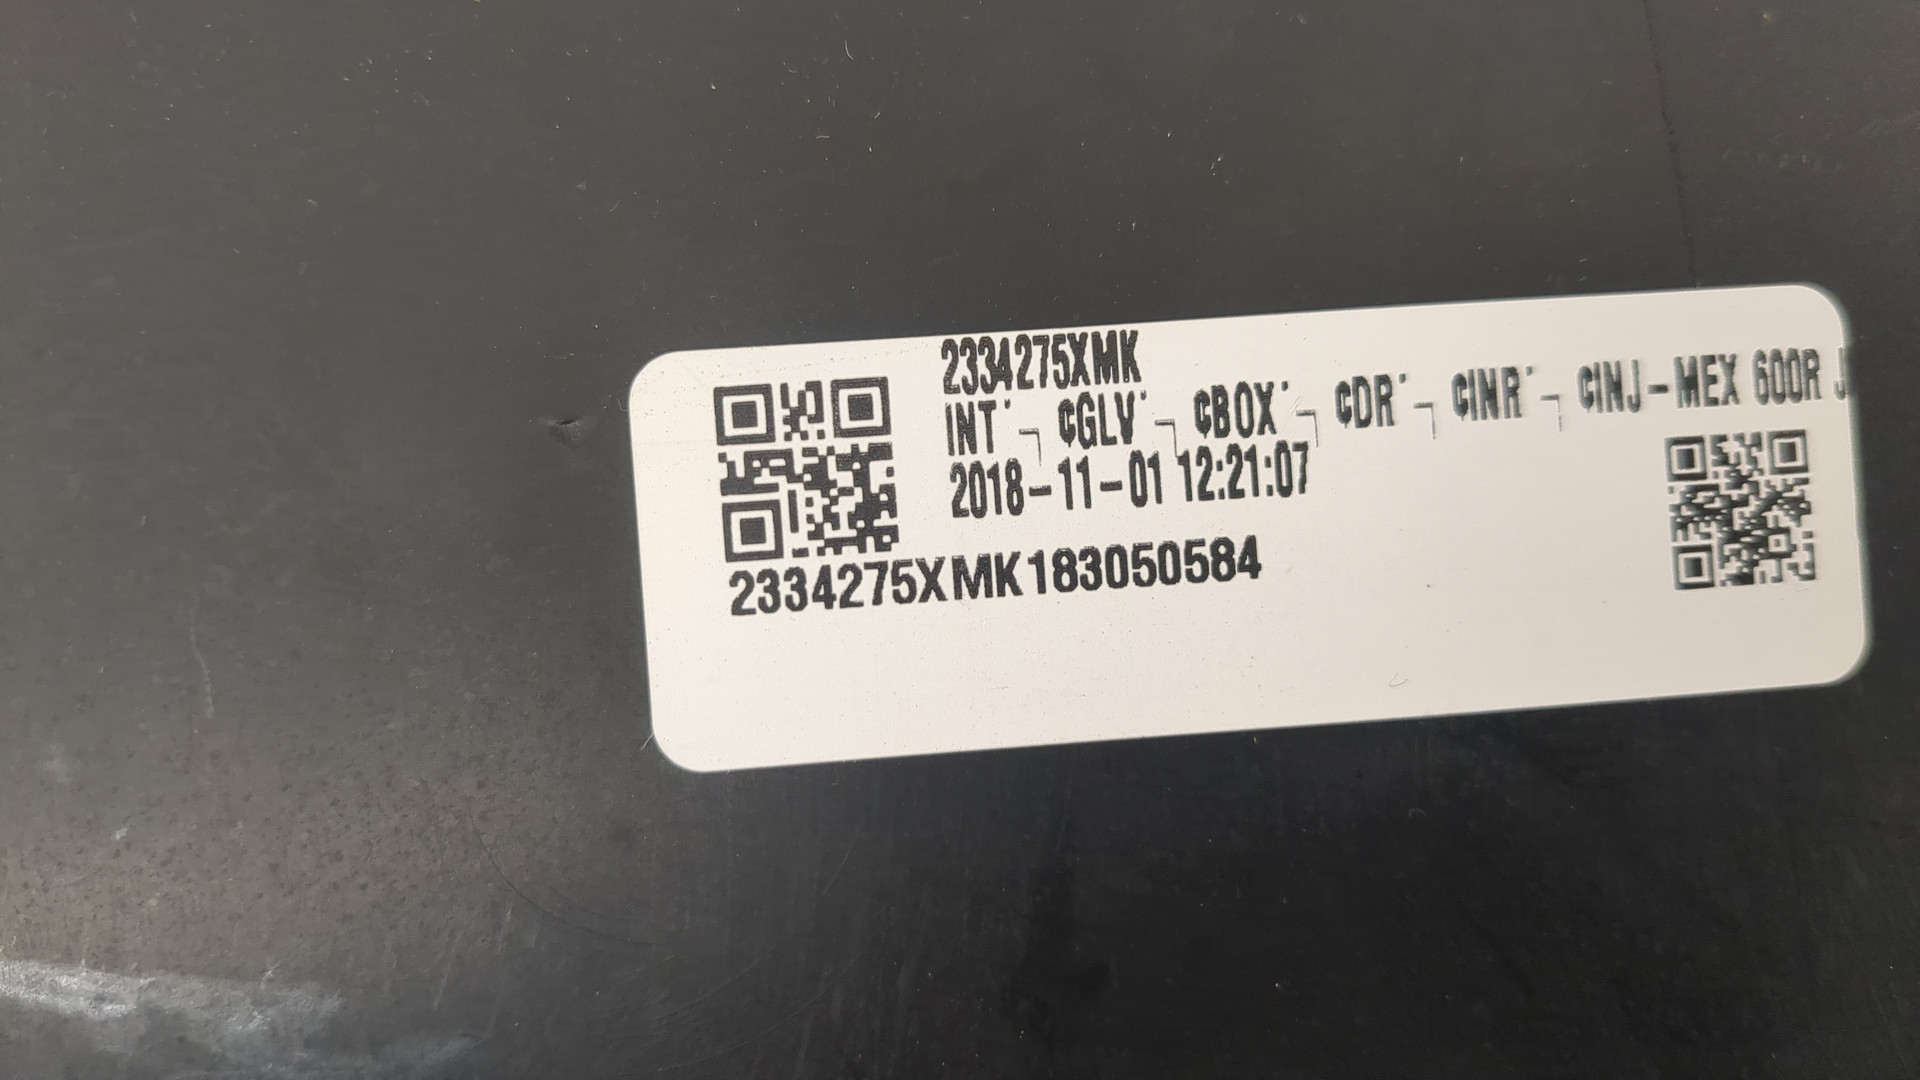 2334275XMK
INT˙¬ ¢GLV˙¬ ¢BOX˙¬ ¢DR˙¬ ¢INR˙¬ ¢INJ-MEX 600R J
2018-11-01 12:21:07
2334275XMK183050584